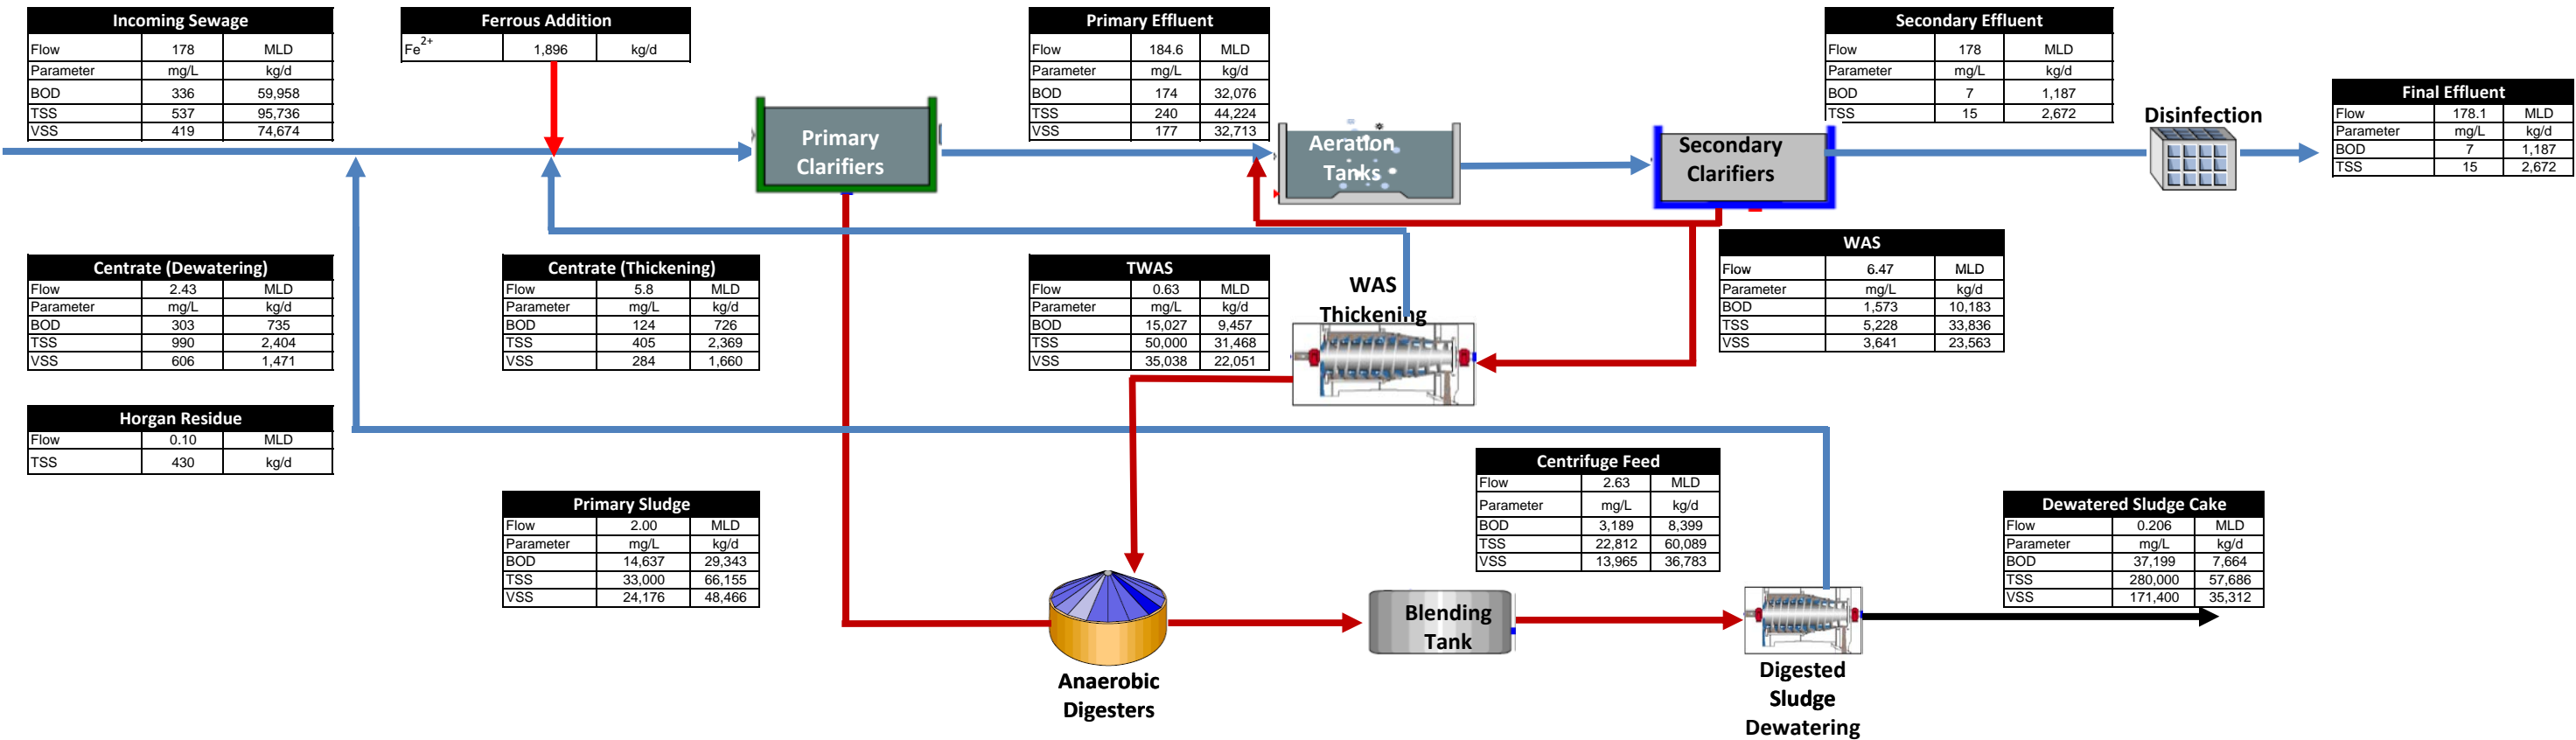 Incoming Sewage
Flow 178 MLD
Parameter mg/L kg/d
BOD 336 59,958
TSS 537 95,736
VSS 419 74,674
Ferrous Addition
Fe2+ 1,896 kg/d
Primary Effluent
Flow 184.6 MLD
Parameter mg/L kg/d
BOD 174 32,076
TSS 240 44,224
VSS 177 32,713
Secondary Effluent
Flow 178 MLD
Parameter mg/L kg/d
BOD 7 1,187
TSS 15 2,672
Final Effluent
Flow 178.1 MLD
Parameter mg/L kg/d
BOD 7 1,187
TSS 15 2,672
Disinfection
Primary
Clarifiers
Aeration
Tanks
Secondary
Clarifiers
Centrate (Dewatering)
Flow 2.43 MLD
Parameter mg/L kg/d
BOD 303 735
TSS 990 2,404
VSS 606 1,471
Centrate (Thickening)
Flow 5.8 MLD
Parameter mg/L kg/d
BOD 124 726
TSS 405 2,369
VSS 284 1,660
TWAS
Flow 0.63 MLD
Parameter mg/L kg/d
BOD 15,027 9,457
TSS 50,000 31,468
VSS 35,038 22,051
WAS
Thickening
WAS
Flow 6.47 MLD
Parameter mg/L kg/d
BOD 1,573 10,183
TSS 5,228 33,836
VSS 3,641 23,563
Horgan Residue
Flow 0.10 MLD
TSS 430 kg/d
Primary Sludge
Flow 2.00 MLD
Parameter mg/L kg/d
BOD 14,637 29,343
TSS 33,000 66,155
VSS 24,176 48,466
Centrifuge Feed
Flow 2.63 MLD
Parameter mg/L kg/d
BOD 3,189 8,399
TSS 22,812 60,089
VSS 13,965 36,783
Dewatered Sludge Cake
Flow 0.206 MLD
Parameter mg/L kg/d
BOD 37,199 7,664
TSS 280,000 57,686
VSS 171,400 35,312
Blending
Tank
Anaerobic
Digesters
Digested
Sludge
Dewatering